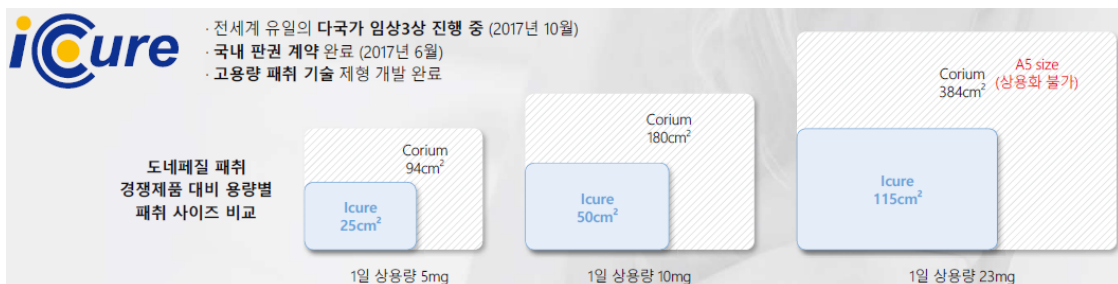 iCure
· 전세계 유일의 다국가 임상3상 진행 중 (2017년 10월)
· 국내 판권 계약 완료 (2017년 6월)
· 고용량 패취 기술 제형 개발 완료
도네페질 패취
경쟁제품 대비 용량별
패취 사이즈 비교
Corium
94cm²
Icure
25cm²
1일 상용량 5mg
Corium
180cm²
Icure
50cm²
1일 상용량 10mg
Corium
384cm²
A5 size
(상용화 불가)
Icure
115cm²
1일 상용량 23mg